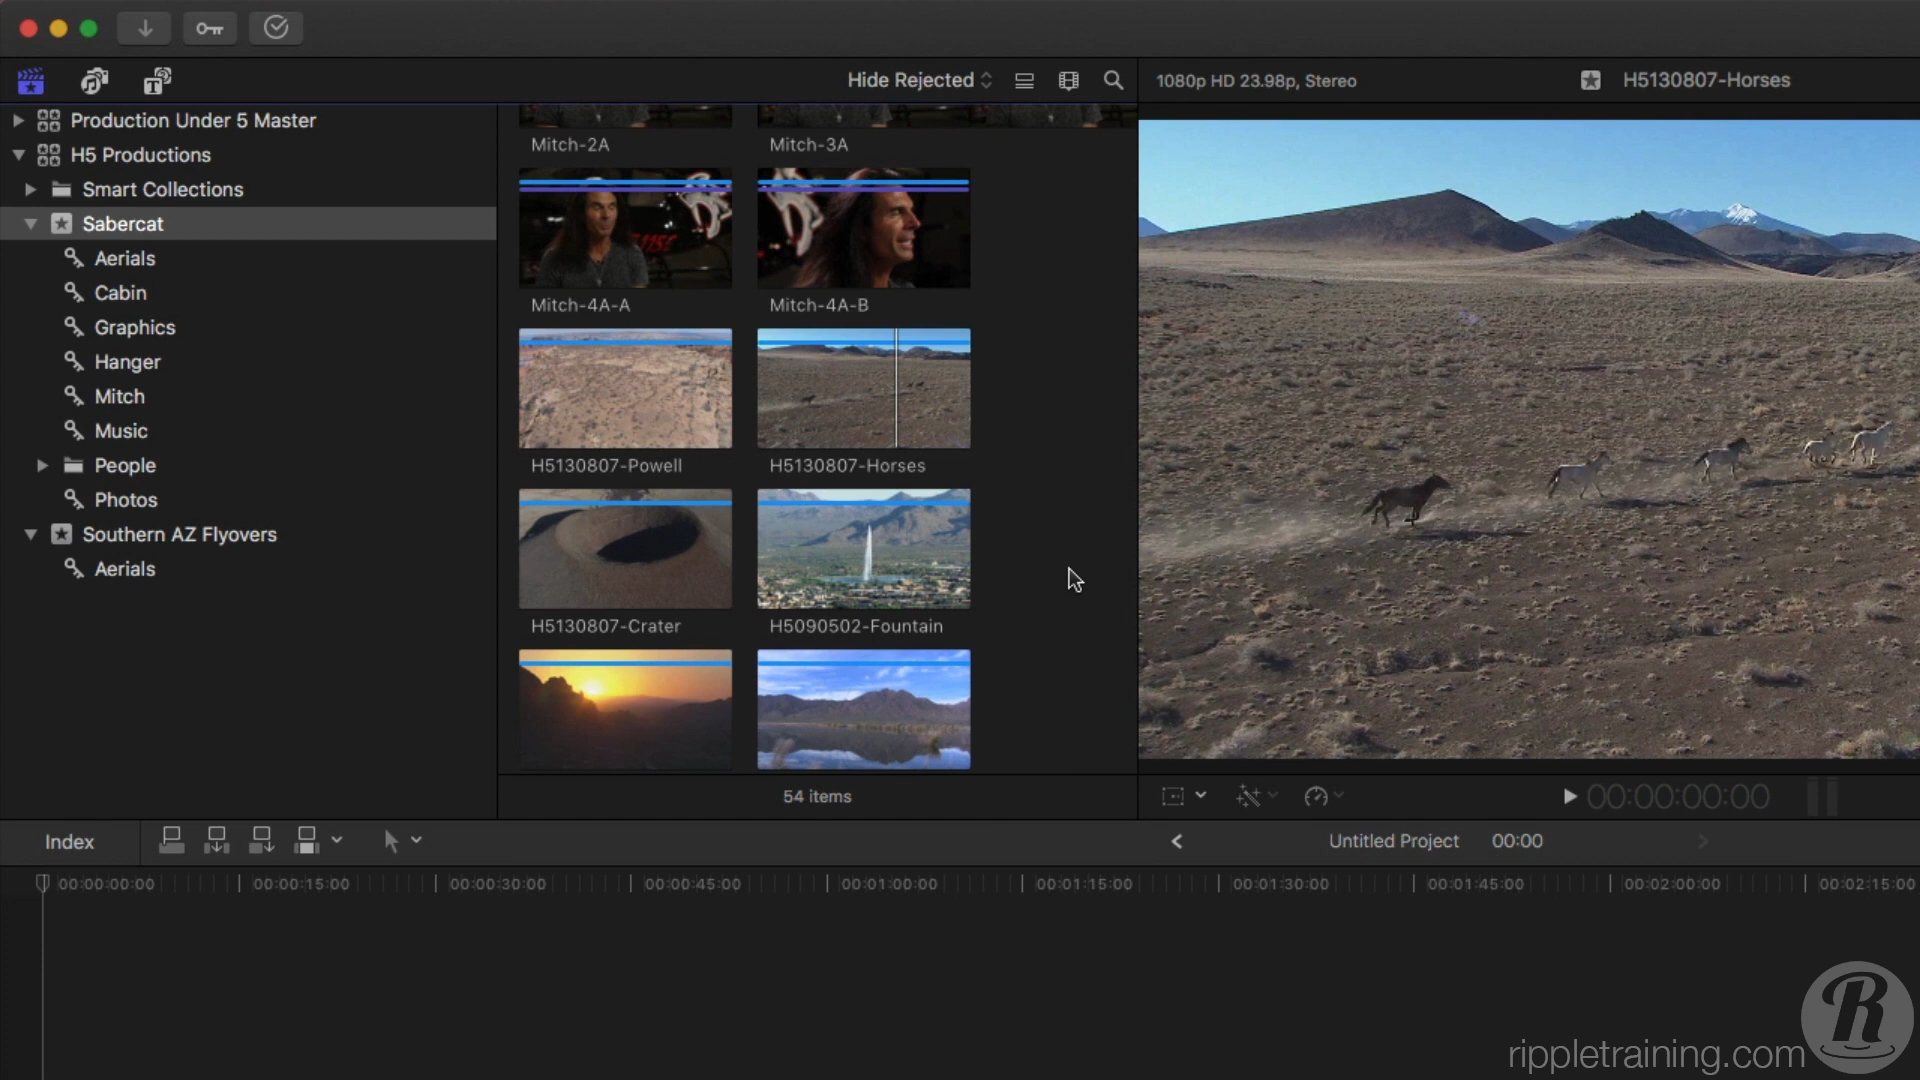 Hide Rejected
1080p HD 23.98p, Stereo
H5130807-Horses
Production Under 5 Master
H5 Productions
Smart Collections
Sabercat
Aerials
Cabin
Graphics
Hanger
Mitch
Music
People
Photos
Southern AZ Flyovers
Aerials
Mitch-2A
Mitch-3A
Mitch-4A-A
Mitch-4A-B
H5130807-Powell
H5130807-Horses
H5130807-Crater
H5090502-Fountain
54 items
00:00:00:00
Index
Untitled Project 00:00
00:00:00:00 00:00:15:00 00:00:30:00 00:00:45:00 00:01:00:00 00:01:15:00 00:01:30:00 00:01:45:00 00:02:00:00 00:02:15:00
R
rippletraining.com